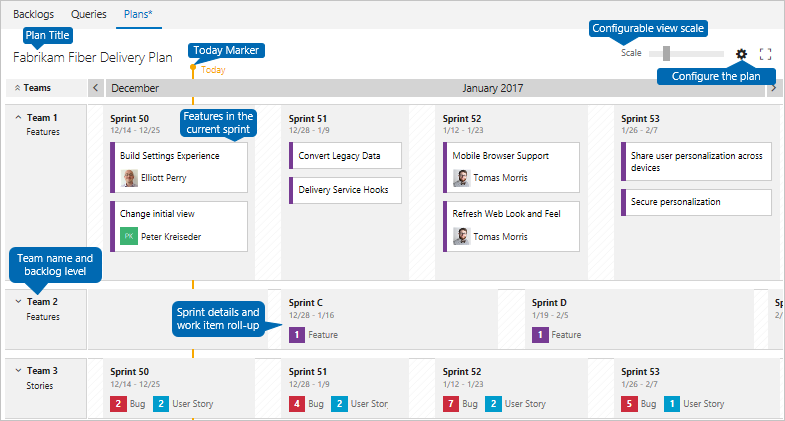 Backlogs Queries Plans*
Plan Title
Configurable view scale
Today Marker
Fabrikam Fiber Delivery Plan
Scale
Today
Configure the plan
Teams
December
January 2017
Team 1
Features
Sprint 50
12/14 - 12/25
Features in the
current sprint
Sprint 51
12/28 - 1/9
Sprint 52
1/12 - 1/23
Sprint 53
1/26 - 2/7
Build Settings Experience
Elliott Perry
Convert Legacy Data
Mobile Browser Support
Tomas Morris
Share user personalization across
devices
Delivery Service Hooks
Change initial view
PK Peter Kreiseder
Refresh Web Look and Feel
Tomas Morris
Secure personalization
Team name and
backlog level
Team 2
Features
Sprint details and
work item roll-up
Sprint C
12/28 - 1/16
1 Feature
Sprint D
1/19 - 2/5
1 Feature
Team 3
Stories
Sprint 50
12/14 - 12/25
2 Bug 2 User Story
Sprint 51
12/28 - 1/9
4 Bug 2 User Stor
Sprint 52
1/12 - 1/23
7 Bug 2 User Story
Sprint 53
1/26 - 2/7
5 Bug 1 User Story